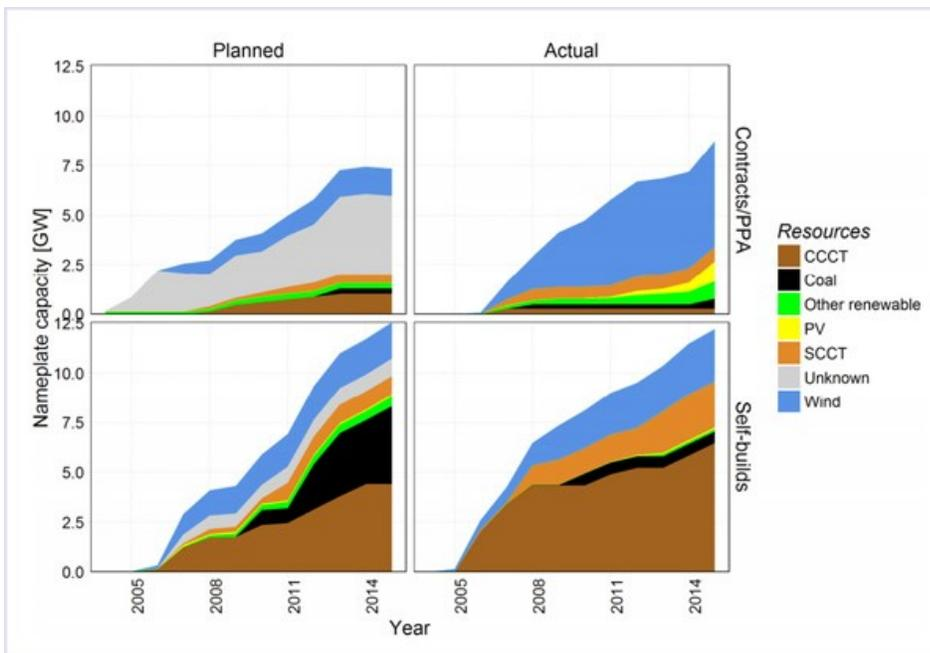 Planned
Actual
12.5
10.0
7.5
5.0
2.5
0.0
Contracts/PPA
Nameplate capacity [GW]
12.5
10.0
7.5
5.0
2.5
0.0
Self-builds
2005
2008
2011
2014
2005
2008
2011
2014
Year
Resources
CCCT
Coal
Other renewable
PV
SCCT
Unknown
Wind